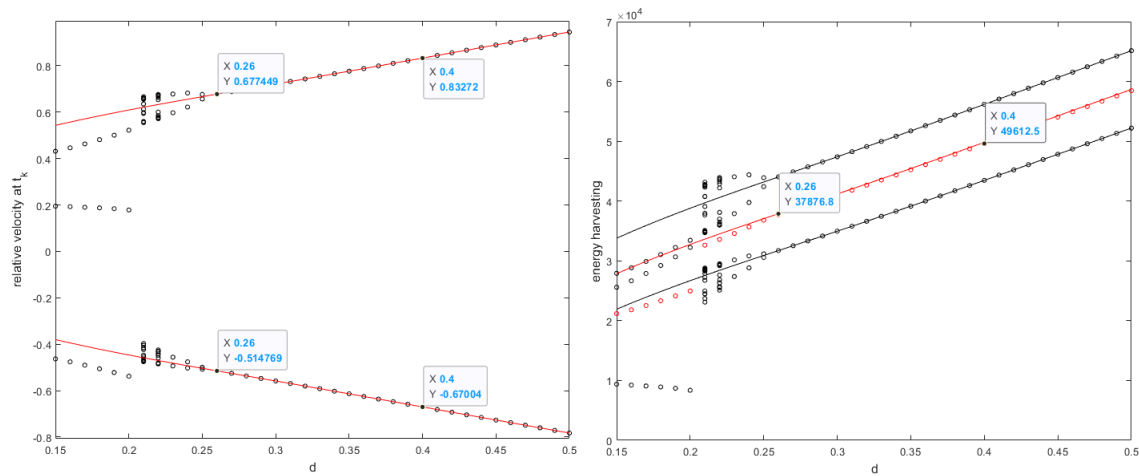 0.8
0.6
0.4
0.2
0
-0.2
-0.4
-0.6
-0.8
relative velocity at t_k
X 0.26
Y 0.677449
X 0.4
Y 0.83272
X 0.26
Y -0.514769
X 0.4
Y -0.67004
0.15 0.2 0.25 0.3 0.35 0.4 0.45 0.5
d
×10^4
7
6
5
4
3
2
1
0
energy harvesting
X 0.4
Y 49612.5
X 0.26
Y 37876.8
0.15 0.2 0.25 0.3 0.35 0.4 0.45 0.5
d